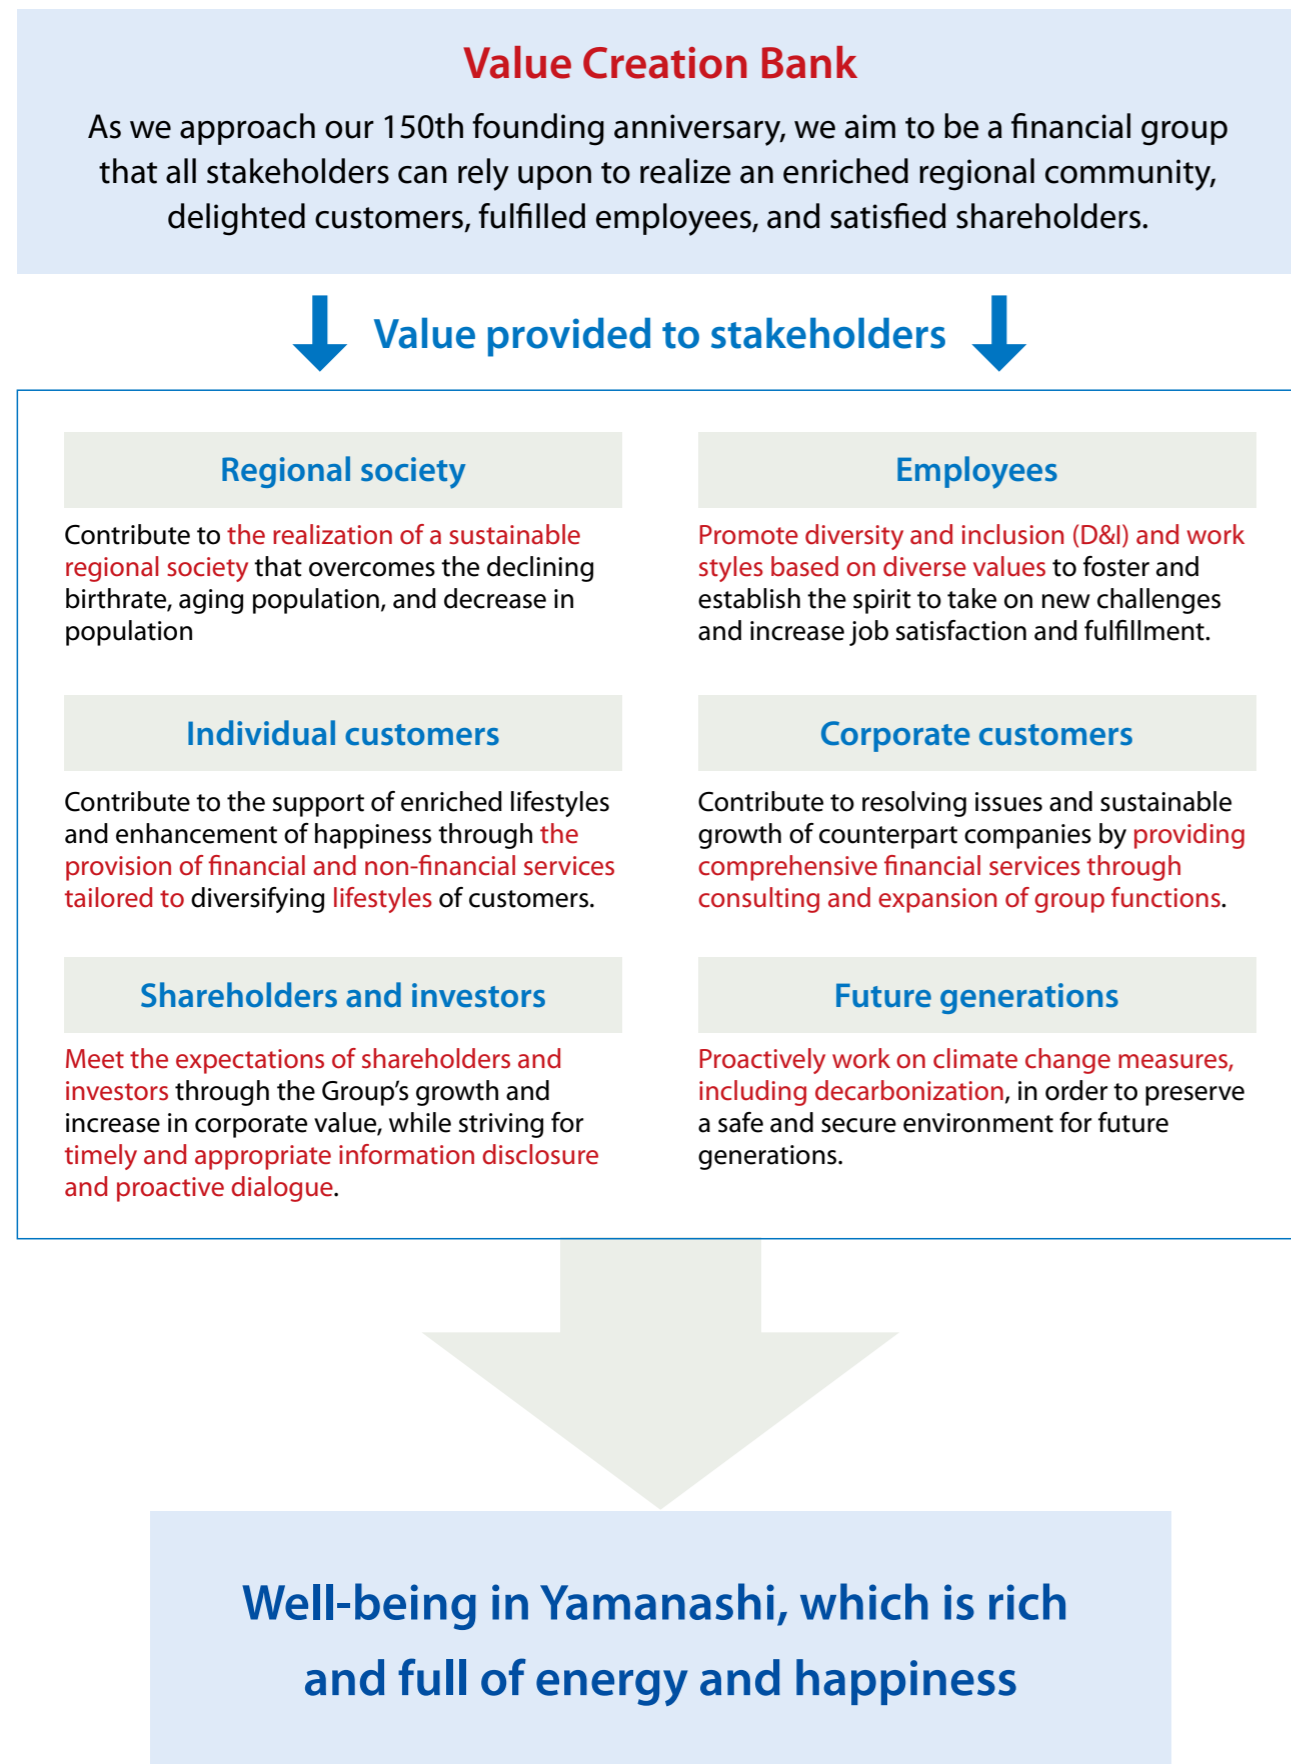 Value Creation Bank
As we approach our 150th founding anniversary, we aim to be a financial group
that all stakeholders can rely upon to realize an enriched regional community,
delighted customers, fulfilled employees, and satisfied shareholders.
Value provided to stakeholders
Regional society
Contribute to the realization of a sustainable
regional society that overcomes the declining
birthrate, aging population, and decrease in
population
Employees
Promote diversity and inclusion (D&I) and work
styles based on diverse values to foster and
establish the spirit to take on new challenges
and increase job satisfaction and fulfillment.
Individual customers
Contribute to the support of enriched lifestyles
and enhancement of happiness through the
provision of financial and non-financial services
tailored to diversifying lifestyles of customers.
Corporate customers
Contribute to resolving issues and sustainable
growth of counterpart companies by providing
comprehensive financial services through
consulting and expansion of group functions.
Shareholders and investors
Meet the expectations of shareholders and
investors through the Group’s growth and
increase in corporate value, while striving for
timely and appropriate information disclosure
and proactive dialogue.
Future generations
Proactively work on climate change measures,
including decarbonization, in order to preserve
a safe and secure environment for future
generations.
Well-being in Yamanashi, which is rich
and full of energy and happiness